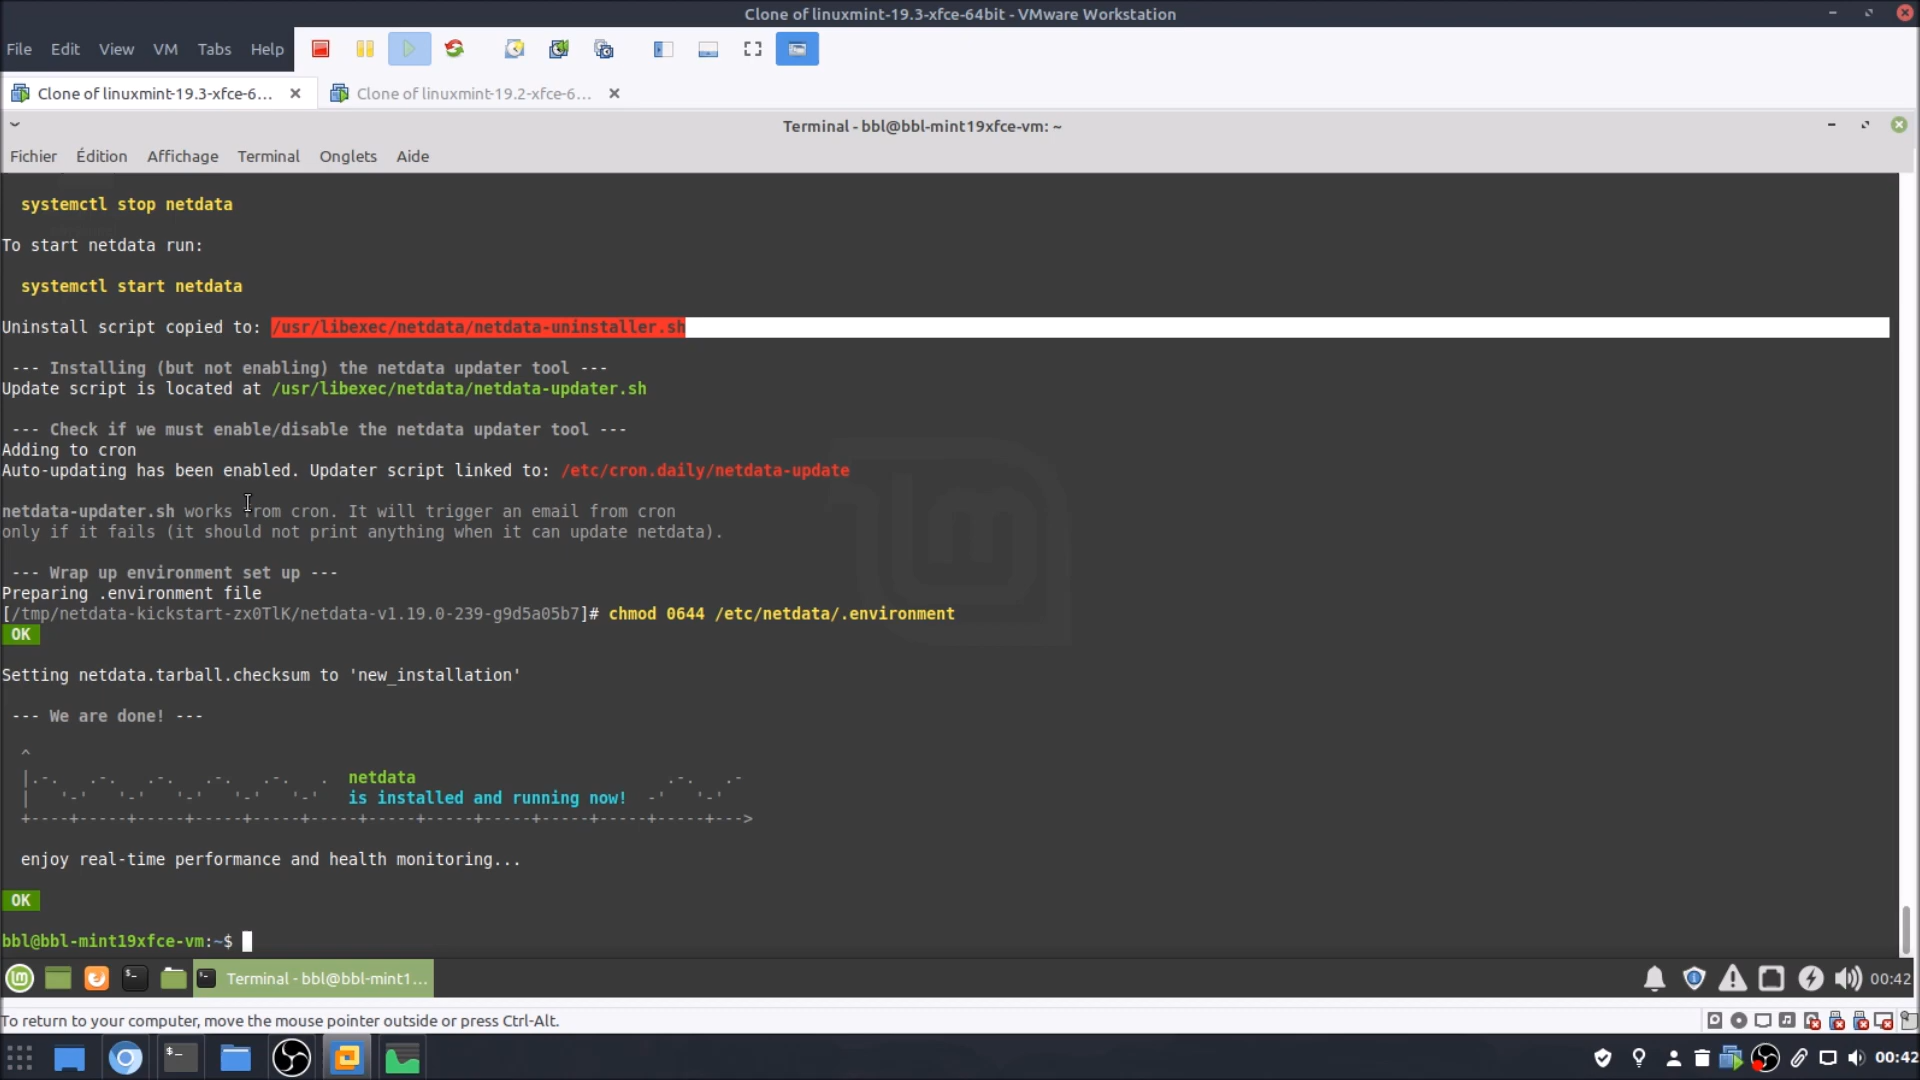 Clone of linuxmint-19.3-xfce-64bit - VMware Workstation
File Edit View VM Tabs Help
Clone of linuxmint-19.3-xfce-6... Clone of linuxmint-19.2-xfce-6...
Terminal - bbl@bbl-mint19xfce-vm: ~
Fichier Édition Affichage Terminal Onglets Aide
systemctl stop netdata
To start netdata run:
systemctl start netdata
Uninstall script copied to: /usr/libexec/netdata/netdata-uninstaller.sh
--- Installing (but not enabling) the netdata updater tool ---
Update script is located at /usr/libexec/netdata/netdata-updater.sh
--- Check if we must enable/disable the netdata updater tool ---
Adding to cron
Auto-updating has been enabled. Updater script linked to: /etc/cron.daily/netdata-update
netdata-updater.sh works from cron. It will trigger an email from cron
only if it fails (it should not print anything when it can update netdata).
--- Wrap up environment set up ---
Preparing .environment file
[/tmp/netdata-kickstart-zx0TlK/netdata-v1.19.0-239-g9d5a05b7]# chmod 0644 /etc/netdata/.environment
OK
Setting netdata.tarball.checksum to 'new_installation'
--- We are done! ---
^
|.-.   .-.   .-.   .-.   .-.   .  netdata                          .-.   .-
|   '-'   '-'   '-'   '-'   '-'   is installed and running now!  -'   '-'
+----+-----+-----+-----+-----+-----+-----+-----+-----+-----+-----+-----+--->
enjoy real-time performance and health monitoring...
OK
bbl@bbl-mint19xfce-vm:~$
Terminal - bbl@bbl-mint1... 00:42
To return to your computer, move the mouse pointer outside or press Ctrl-Alt.
00:42